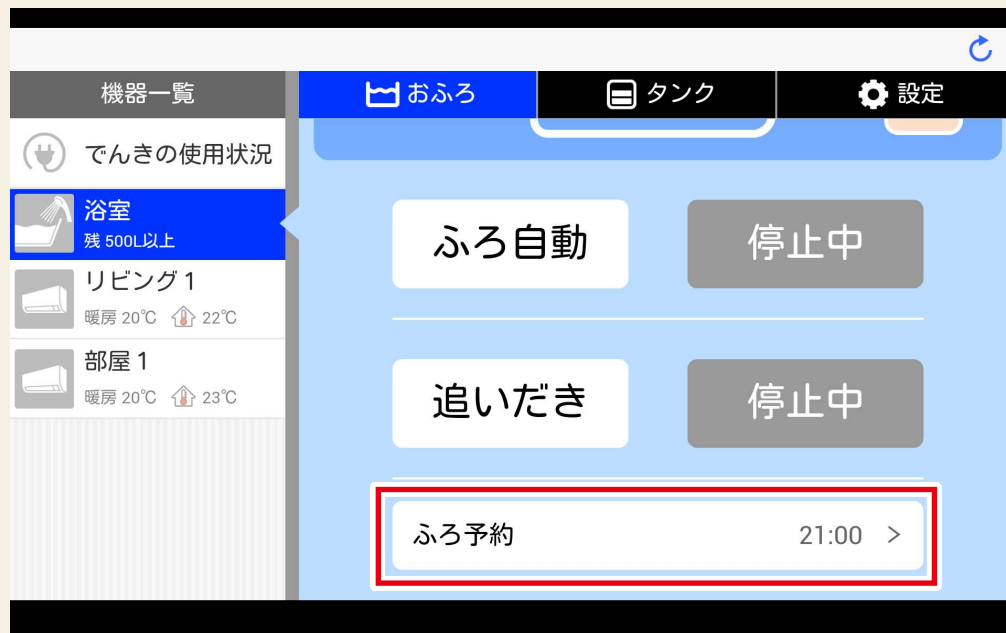 機器一覧
おふろ
タンク
設定
でんきの使用状況
浴室
残 500L以上
リビング 1
暖房 20℃ 22℃
部屋 1
暖房 20℃ 23℃
ふろ自動
停止中
追いだき
停止中
ふろ予約
21:00 >